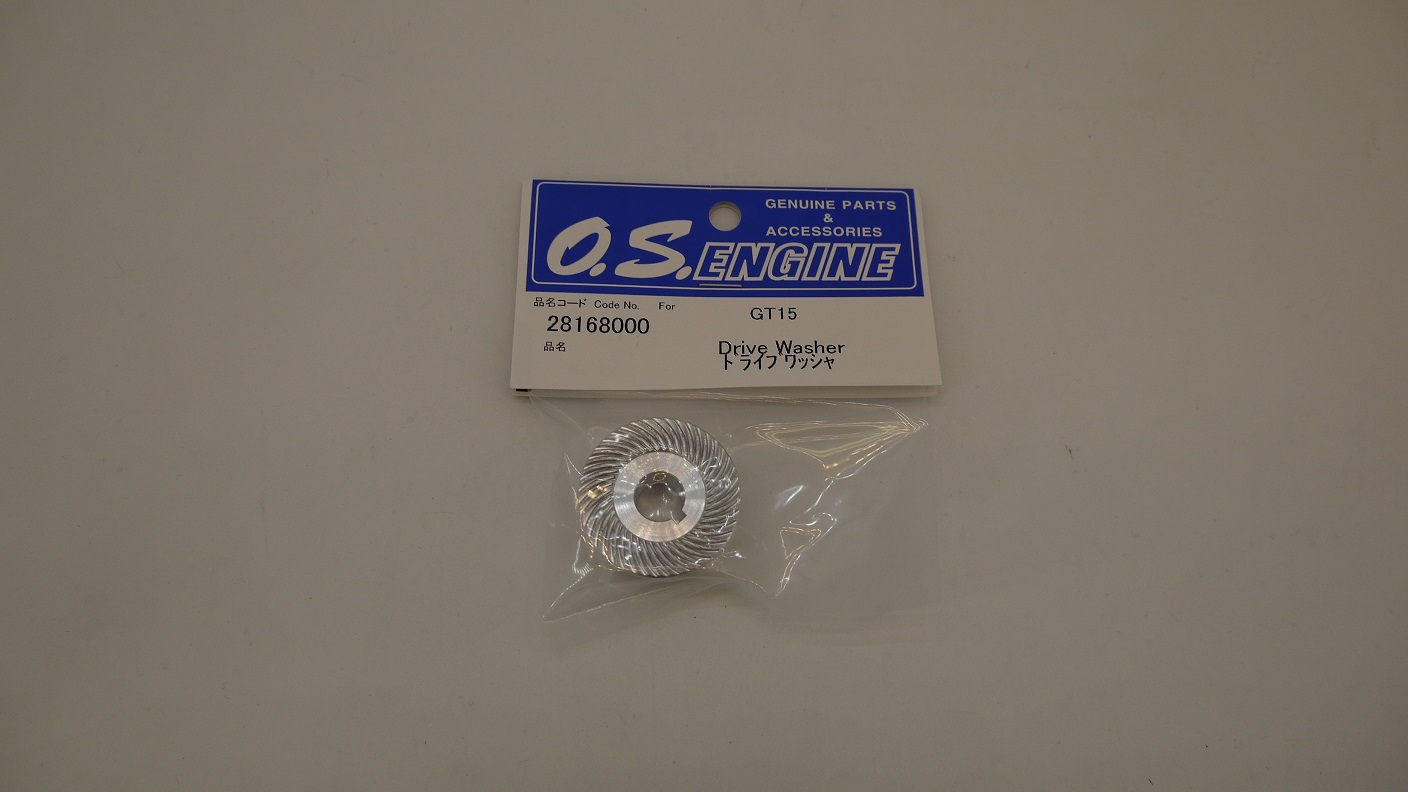 GENUINE PARTS
&
ACCESSORIES
O.S. ENGINE
品名コード Code No. For GT15
28168000
品名 Drive Washer
ドライブワッシャ